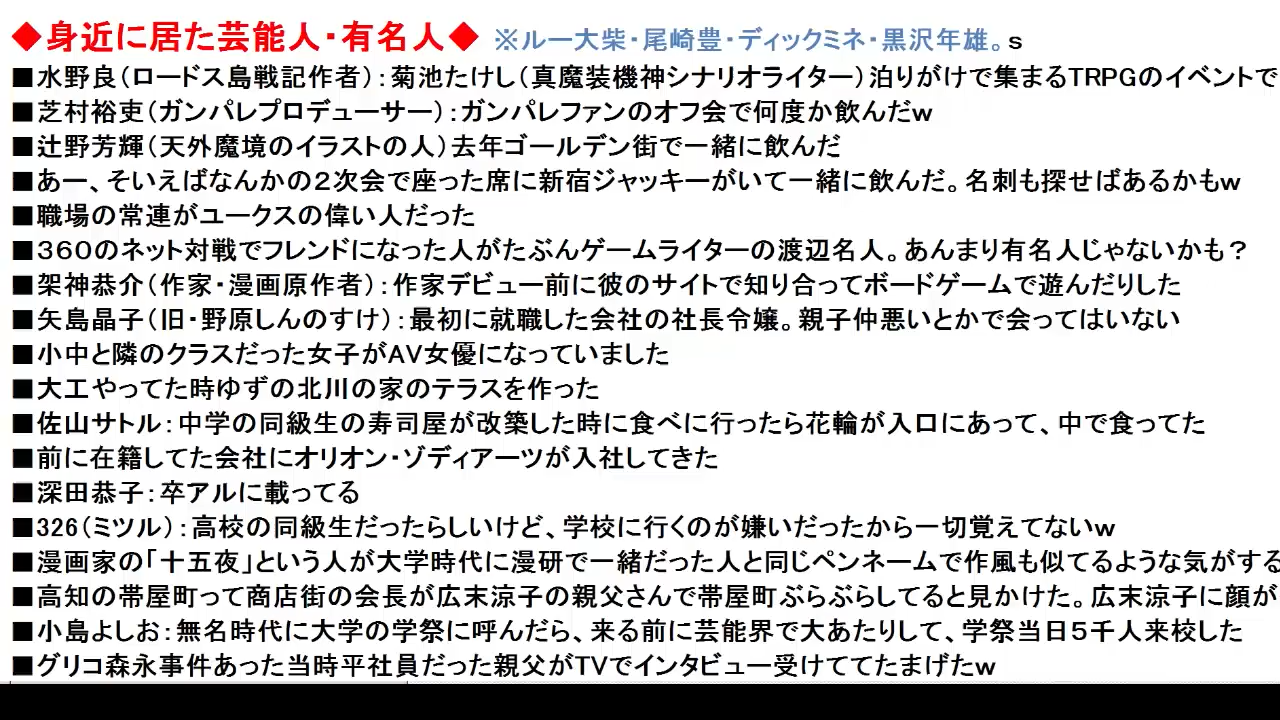 ◆身近に居た芸能人・有名人◆ ※ルー大柴・尾崎豊・ディックミネ・黒沢年雄。s
■水野良（ロードス島戦記作者）：菊池たけし（真魔装機神シナリオライター）泊りがけで集まるTRPGのイベントで
■芝村裕吏（ガンパレプロデューサー）：ガンパレファンのオフ会で何度か飲んだw
■辻野芳輝（天外魔境のイラストの人）去年ゴールデン街で一緒に飲んだ
■あー、そいえばなんかの２次会で座った席に新宿ジャッキーがいて一緒に飲んだ。名刺も探せばあるかもw
■職場の常連がユークスの偉い人だった
■３６０のネット対戦でフレンドになった人がたぶんゲームライターの渡辺名人。あんまり有名人じゃないかも？
■架神恭介（作家・漫画原作者）：作家デビュー前に彼のサイトで知り合ってボードゲームで遊んだりした
■矢島晶子（旧・野原しんのすけ）：最初に就職した会社の社長令嬢。親子仲悪いとかで会ってはいない
■小中と隣のクラスだった女子がAV女優になっていました
■大工やってた時ゆずの北川の家のテラスを作った
■佐山サトル：中学の同級生の寿司屋が改築した時に食べに行ったら花輪が入口にあって、中で食ってた
■前に在籍してた会社にオリオン・ゾディアーツが入社してきた
■深田恭子：卒アルに載ってる
■326（ミツル）：高校の同級生だったらしいけど、学校に行くのが嫌いだったから一切覚えてないw
■漫画家の「十五夜」という人が大学時代に漫研で一緒だった人と同じペンネームで作風も似てるような気がする
■高知の帯屋町って商店街の会長が広末涼子の親父さんで帯屋町ぶらぶらしてると見かけた。広末涼子に顔が
■小島よしお：無名時代に大学の学祭に呼んだら、来る前に芸能界で大あたりして、学祭当日５千人来校した
■グリコ森永事件あった当時平社員だった親父がTVでインタビュー受けててたまげたw